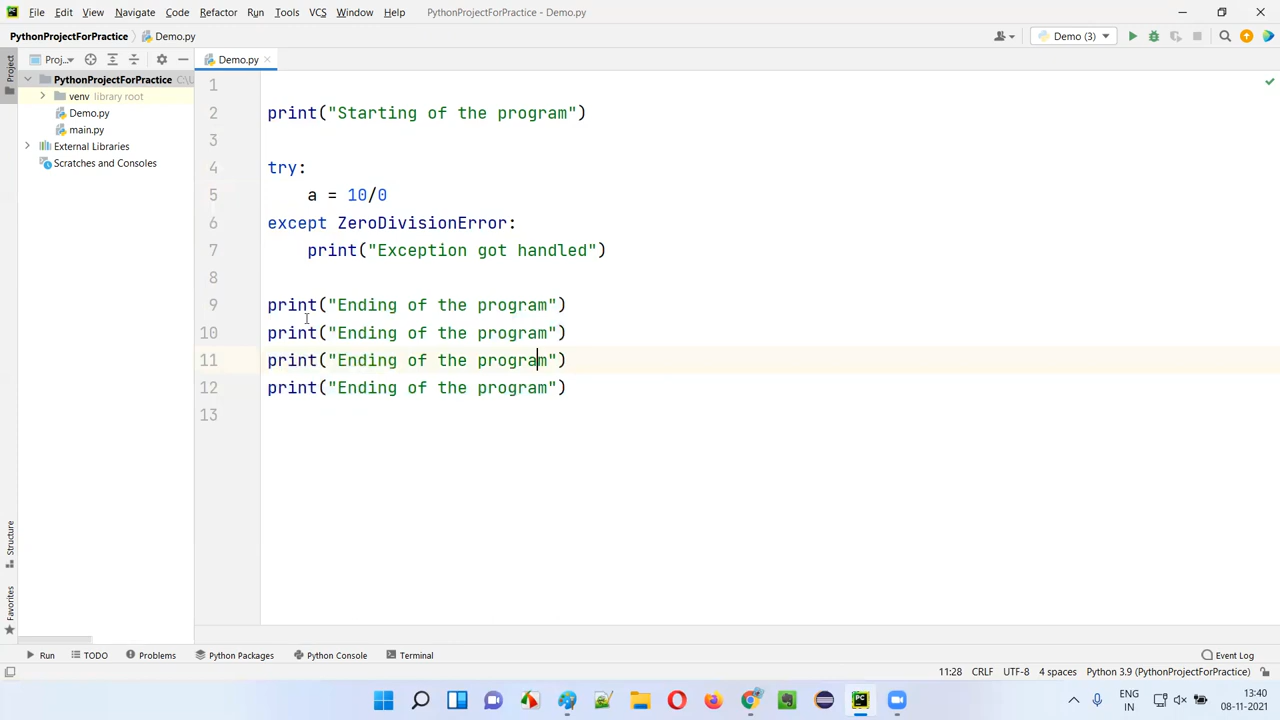 File Edit View Navigate Code Refactor Run Tools VCS Window Help PythonProjectForPractice - Demo.py
PythonProjectForPractice Demo.py Demo (3)
Proj... Demo.py
Project
PythonProjectForPractice C:\U
venv library root
Demo.py
main.py
External Libraries
Scratches and Consoles
1
2 print("Starting of the program")
3
4 try:
5 a = 10/0
6 except ZeroDivisionError:
7 print("Exception got handled")
8
9 print("Ending of the program")
10 print("Ending of the program")
11 print("Ending of the program")
12 print("Ending of the program")
13
Structure
Favorites
Run TODO Problems Python Packages Python Console Terminal Event Log
11:28 CRLF UTF-8 4 spaces Python 3.9 (PythonProjectForPractice)
PC
ENG 13:40
IN 08-11-2021